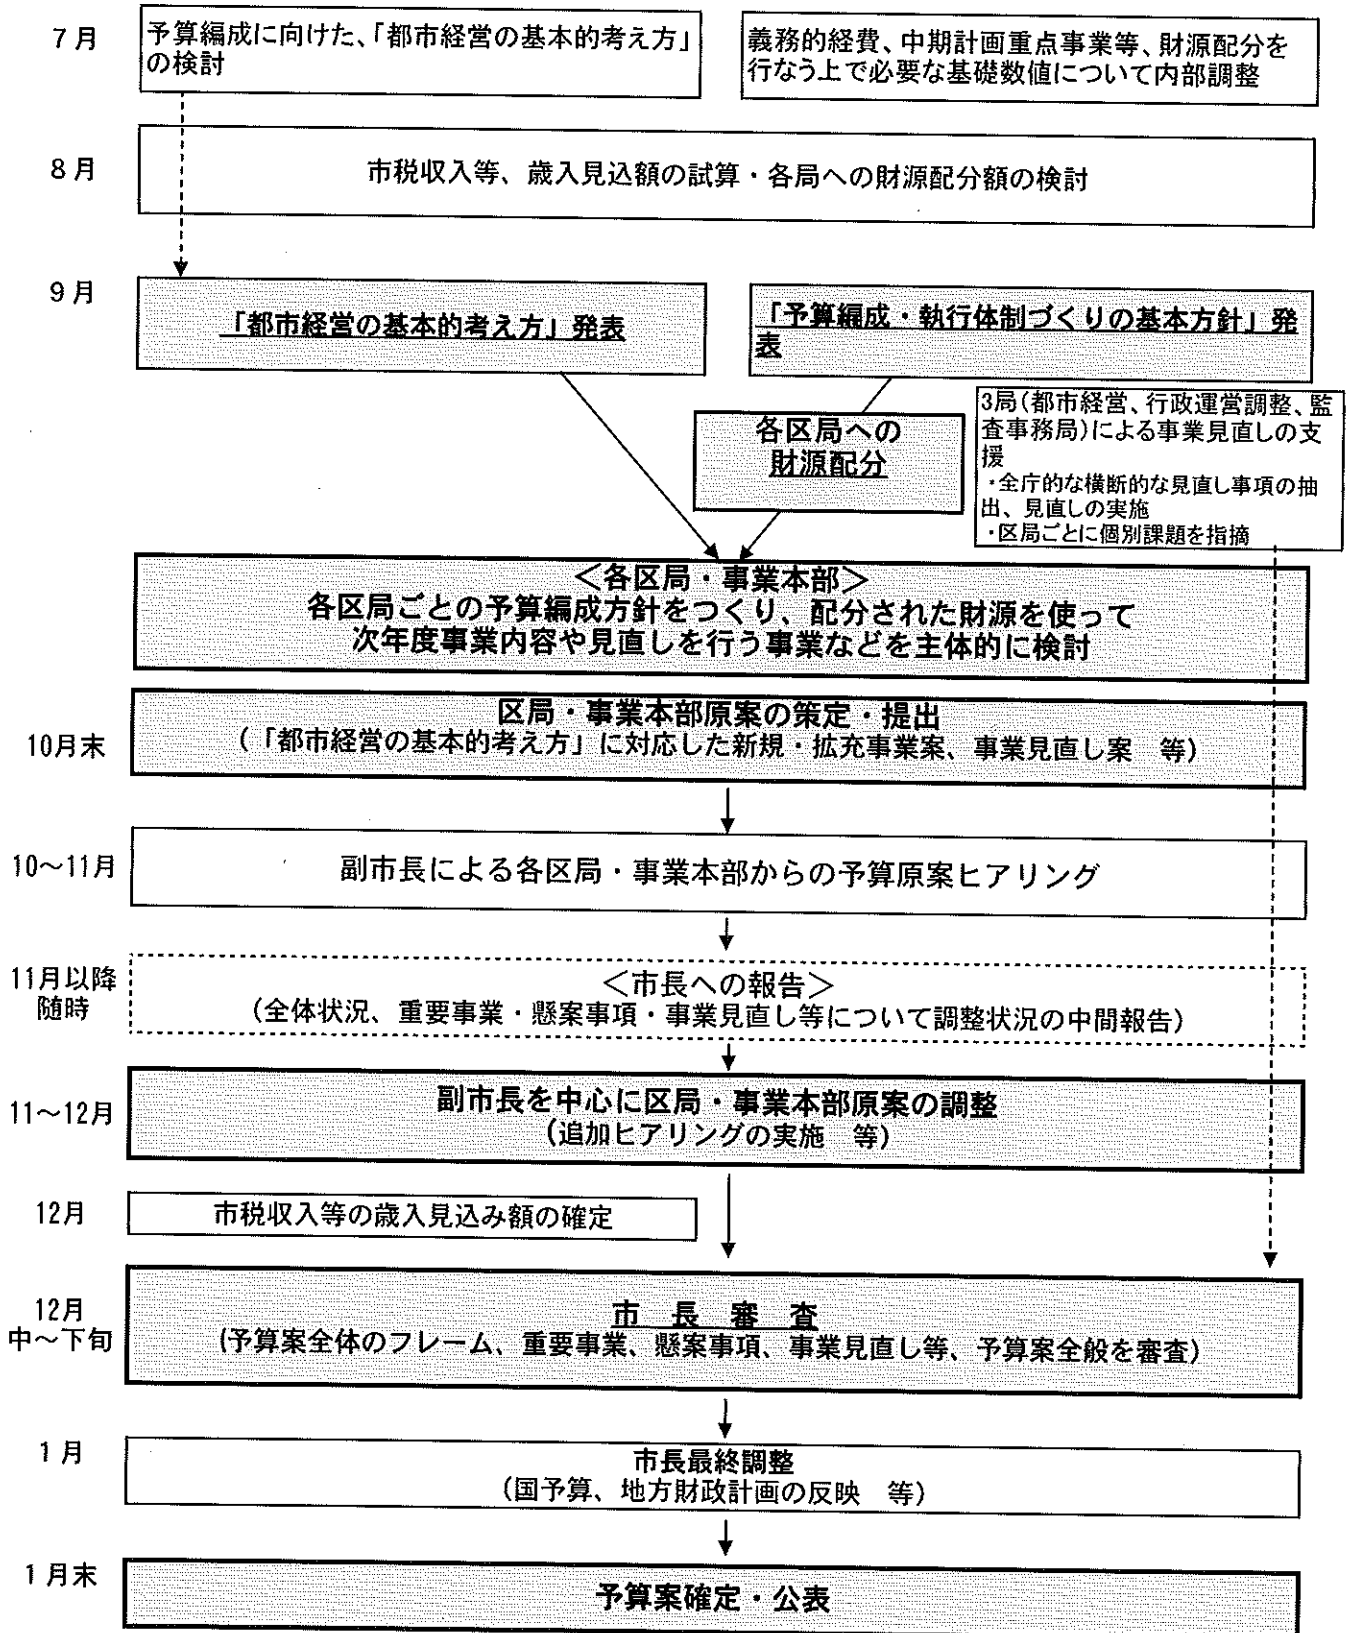 7月
予算編成に向けた、「都市経営の基本的考え方」
の検討
義務的経費、中期計画重点事業等、財源配分を
行なう上で必要な基礎数値について内部調整
8月
市税収入等、歳入見込額の試算・各局への財源配分額の検討
9月
「都市経営の基本的考え方」発表
「予算編成・執行体制づくりの基本方針」発
表
各区局への
財源配分
3局(都市経営、行政運営調整、監
査事務局)による事業見直しの支
援
・全庁的な横断的な見直し事項の抽
出、見直しの実施
・区局ごとに個別課題を指摘
＜各区局・事業本部＞
各区局ごとの予算編成方針をつくり、配分された財源を使って
次年度事業内容や見直しを行う事業などを主体的に検討
10月末
区局・事業本部原案の策定・提出
(「都市経営の基本的考え方」に対応した新規・拡充事業案、事業見直し案　等)
10～11月
副市長による各区局・事業本部からの予算原案ヒアリング
11月以降
随時
＜市長への報告＞
(全体状況、重要事業・懸案事項・事業見直し等について調整状況の中間報告)
11～12月
副市長を中心に区局・事業本部原案の調整
(追加ヒアリングの実施　等)
12月
市税収入等の歳入見込み額の確定
12月
中～下旬
市　長　審　査
(予算案全体のフレーム、重要事業、懸案事項、事業見直し等、予算案全般を審査)
1月
市長最終調整
(国予算、地方財政計画の反映　等)
1月末
予算案確定・公表